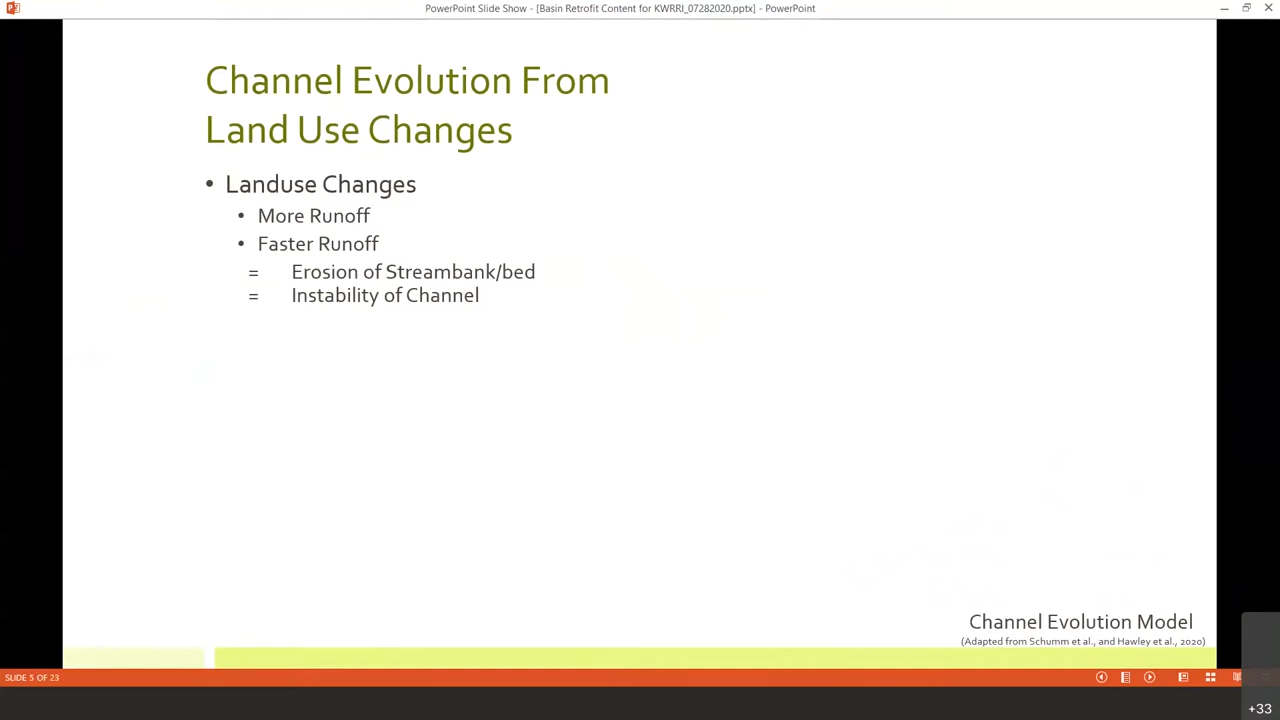 PowerPoint Slide Show - [Basin Retrofit Content for KWRRI_07282020.pptx] - PowerPoint
Channel Evolution From
Land Use Changes
• Landuse Changes
• More Runoff
• Faster Runoff
= Erosion of Streambank/bed
= Instability of Channel
Channel Evolution Model
(Adapted from Schumm et al., and Hawley et al., 2020)
SLIDE 5 OF 23
+33